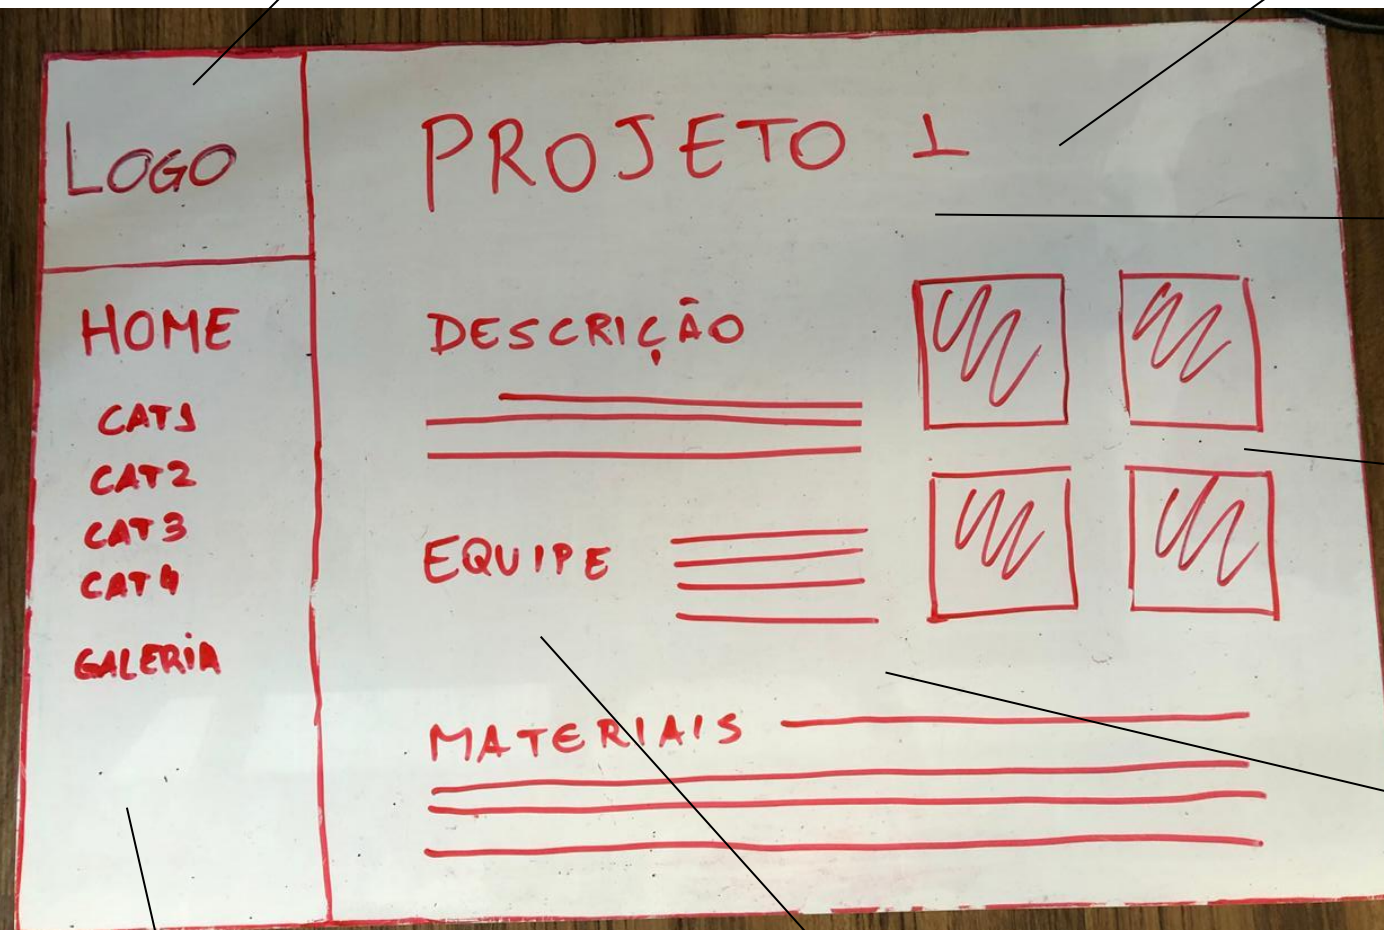 LOGO
HOME
CAT1
CAT2
CAT3
CAT4
GALERIA
PROJETO 1
DESCRIÇÃO
EQUIPE
MATERIAIS